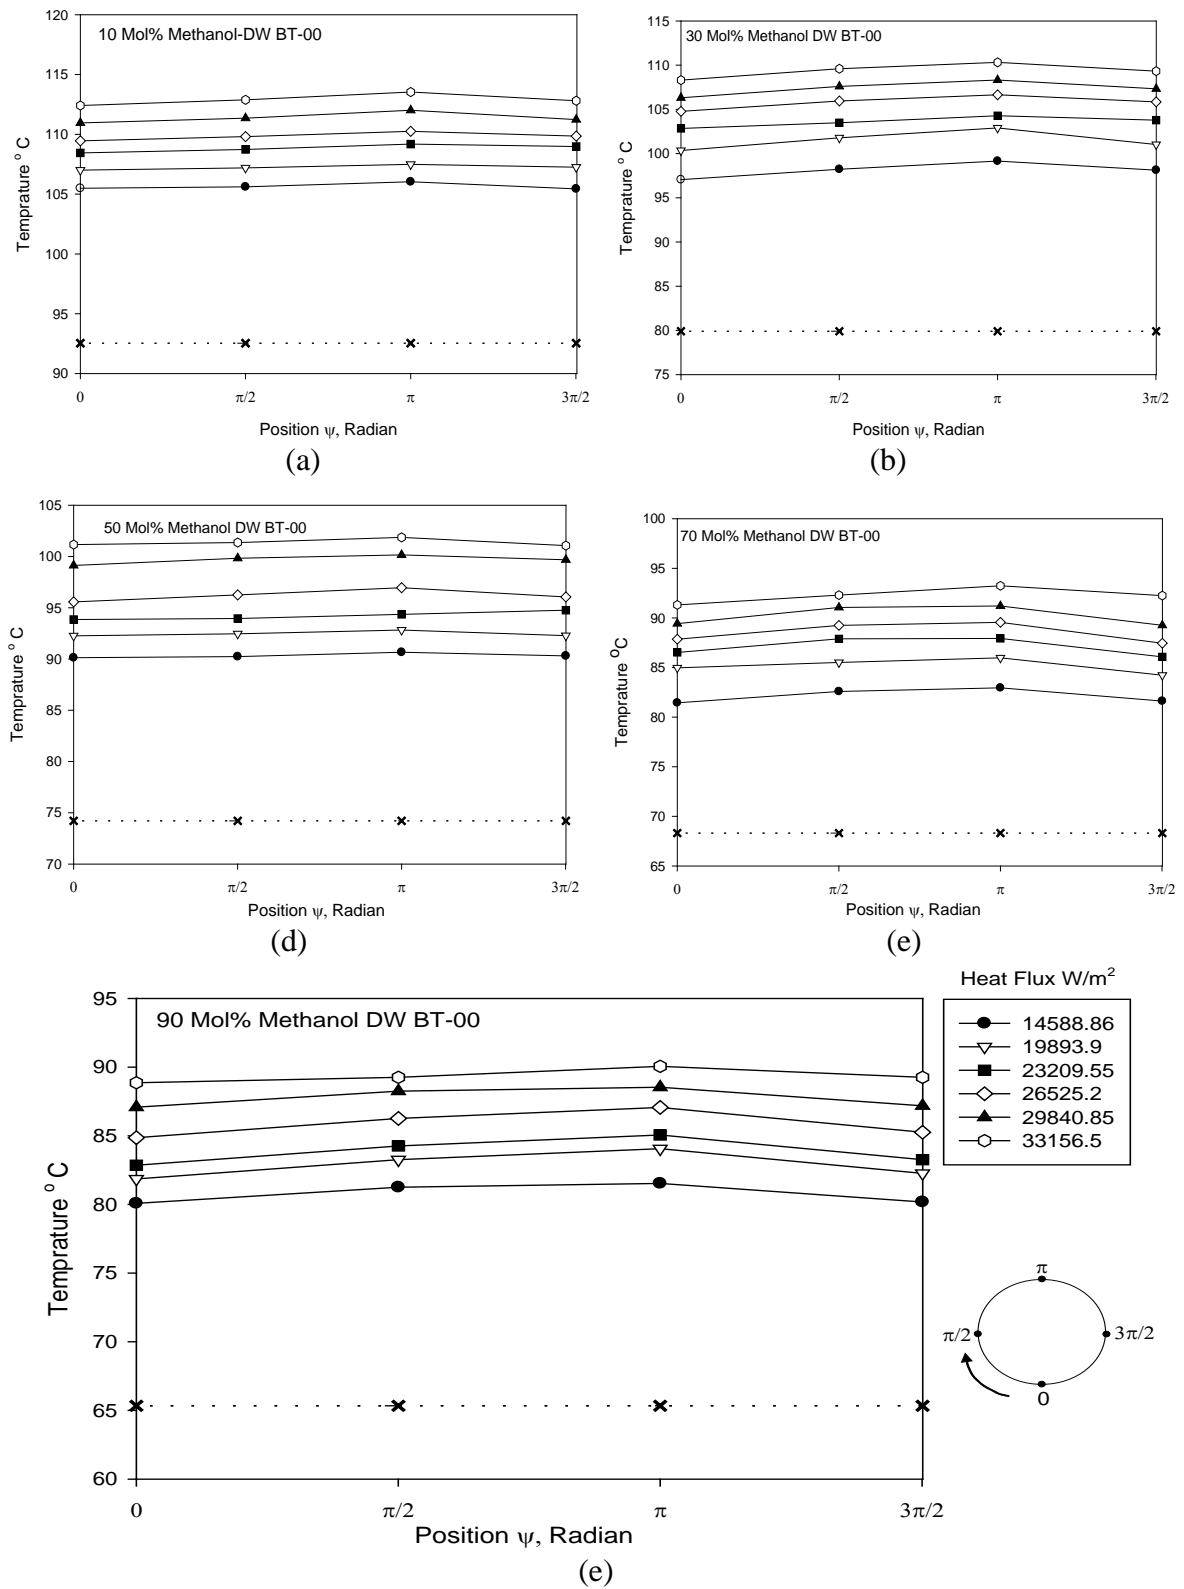 10 Mol% Methanol-DW BT-00
120
115
110
105
100
95
90
Temprature ° C
0
π/2
π
3π/2
Position ψ, Radian
(a)
30 Mol% Methanol DW BT-00
115
110
105
100
95
90
85
80
75
Temprature ° C
0
π/2
π
3π/2
Position ψ, Radian
(b)
50 Mol% Methanol DW BT-00
105
100
95
90
85
80
75
70
Temprature ° C
0
π/2
π
3π/2
Position ψ, Radian
(d)
70 Mol% Methanol DW BT-00
100
95
90
85
80
75
70
65
Temprature °C
0
π/2
π
3π/2
Position ψ, Radian
(e)
90 Mol% Methanol DW BT-00
95
90
85
80
75
70
65
60
Temprature ° C
0
π/2
π
3π/2
Position ψ, Radian
(e)
Heat Flux W/m²
14588.86
19893.9
23209.55
26525.2
29840.85
33156.5
π
π/2
3π/2
0